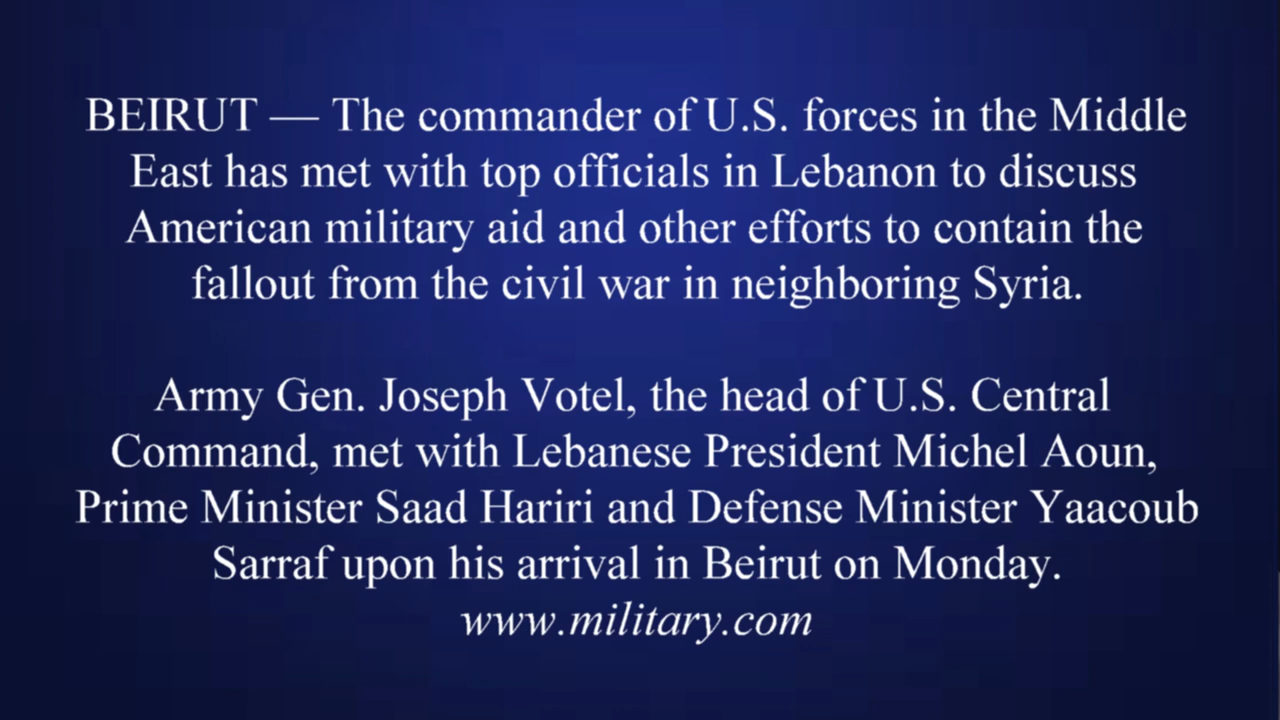 BEIRUT — The commander of U.S. forces in the Middle
East has met with top officials in Lebanon to discuss
American military aid and other efforts to contain the
fallout from the civil war in neighboring Syria.
Army Gen. Joseph Votel, the head of U.S. Central
Command, met with Lebanese President Michel Aoun,
Prime Minister Saad Hariri and Defense Minister Yaacoub
Sarraf upon his arrival in Beirut on Monday.
www.military.com